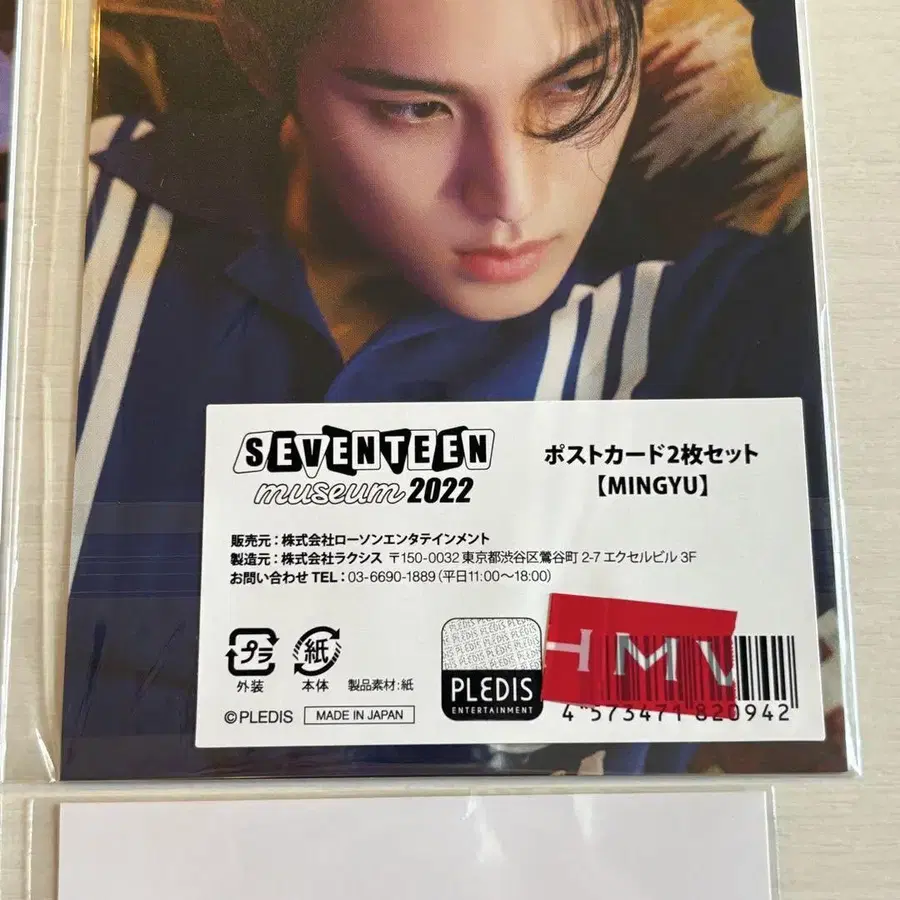 SEVENTEEN
museum 2022
ポストカード2枚セット
【MINGYU】
販売元：株式会社ローソンエンタテインメント
製造元：株式会社ラクシス 〒150-0032 東京都渋谷区鶯谷町 2-7 エクセルビル 3F
お問い合わせ TEL：03-6690-1889（平日11:00～18:00）
プラ
外装
紙
本体
製品素材:紙
©PLEDIS
MADE IN JAPAN
PLEDIS
ENTERTAINMENT
HMV
4 573471 820942